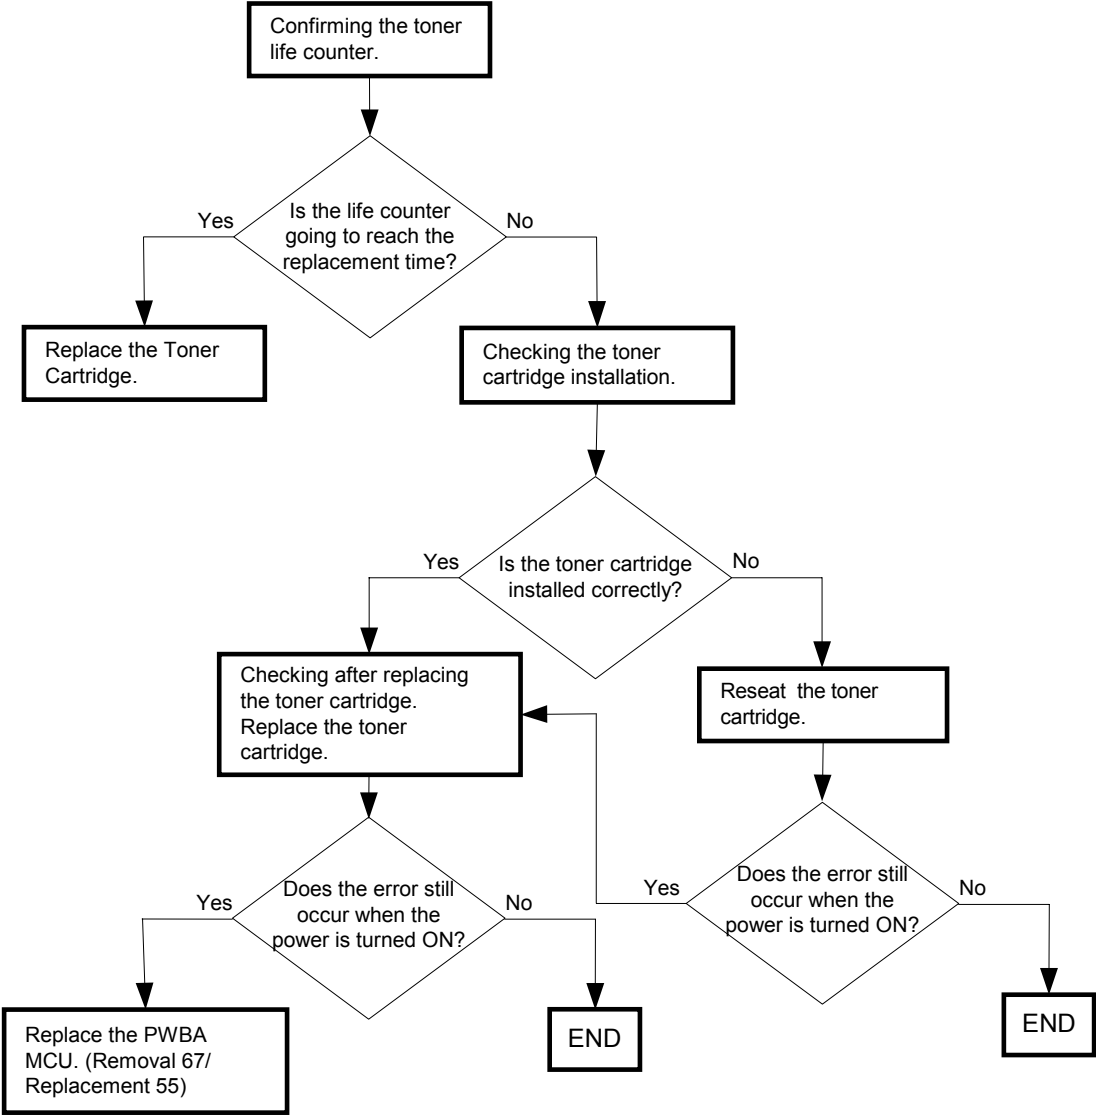 Confirming the toner
life counter.
Is the life counter
going to reach the
replacement time?
Yes
No
Replace the Toner
Cartridge.
Checking the toner
cartridge installation.
Is the toner cartridge
installed correctly?
Yes
No
Checking after replacing
the toner cartridge.
Replace the toner
cartridge.
Reseat the toner
cartridge.
Does the error still
occur when the
power is turned ON?
Yes
No
Does the error still
occur when the
power is turned ON?
Yes
No
Replace the PWBA
MCU. (Removal 67/
Replacement 55)
END
END